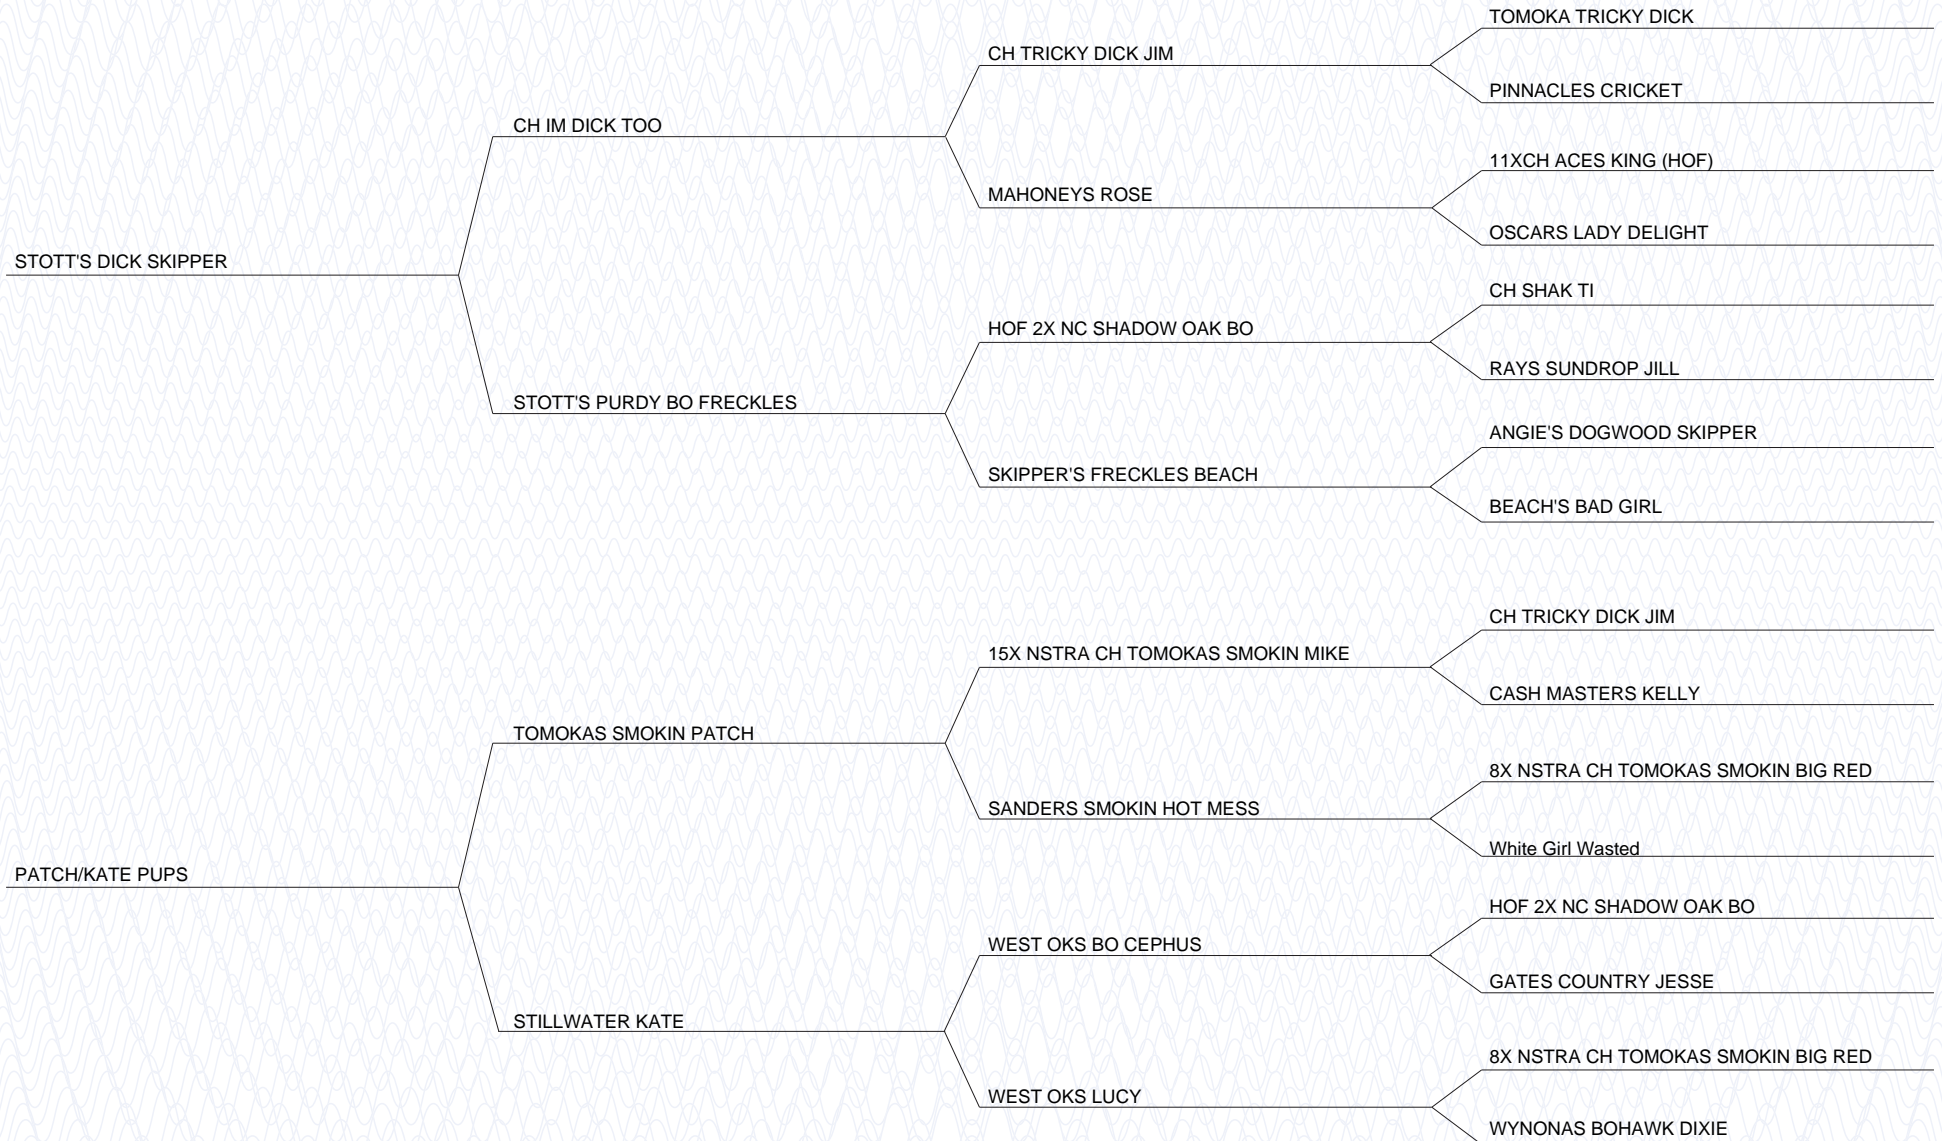 TOMOKA TRICKY DICK
CH TRICKY DICK JIM
PINNACLES CRICKET
CH IM DICK TOO
11XCH ACES KING (HOF)
MAHONEYS ROSE
OSCARS LADY DELIGHT
STOTT'S DICK SKIPPER
CH SHAK TI
HOF 2X NC SHADOW OAK BO
RAYS SUNDROP JILL
STOTT'S PURDY BO FRECKLES
ANGIE'S DOGWOOD SKIPPER
SKIPPER'S FRECKLES BEACH
BEACH'S BAD GIRL
CH TRICKY DICK JIM
15X NSTRA CH TOMOKAS SMOKIN MIKE
CASH MASTERS KELLY
TOMOKAS SMOKIN PATCH
8X NSTRA CH TOMOKAS SMOKIN BIG RED
SANDERS SMOKIN HOT MESS
White Girl Wasted
PATCH/KATE PUPS
HOF 2X NC SHADOW OAK BO
WEST OKS BO CEPHUS
GATES COUNTRY JESSE
STILLWATER KATE
8X NSTRA CH TOMOKAS SMOKIN BIG RED
WEST OKS LUCY
WYNONAS BOHAWK DIXIE